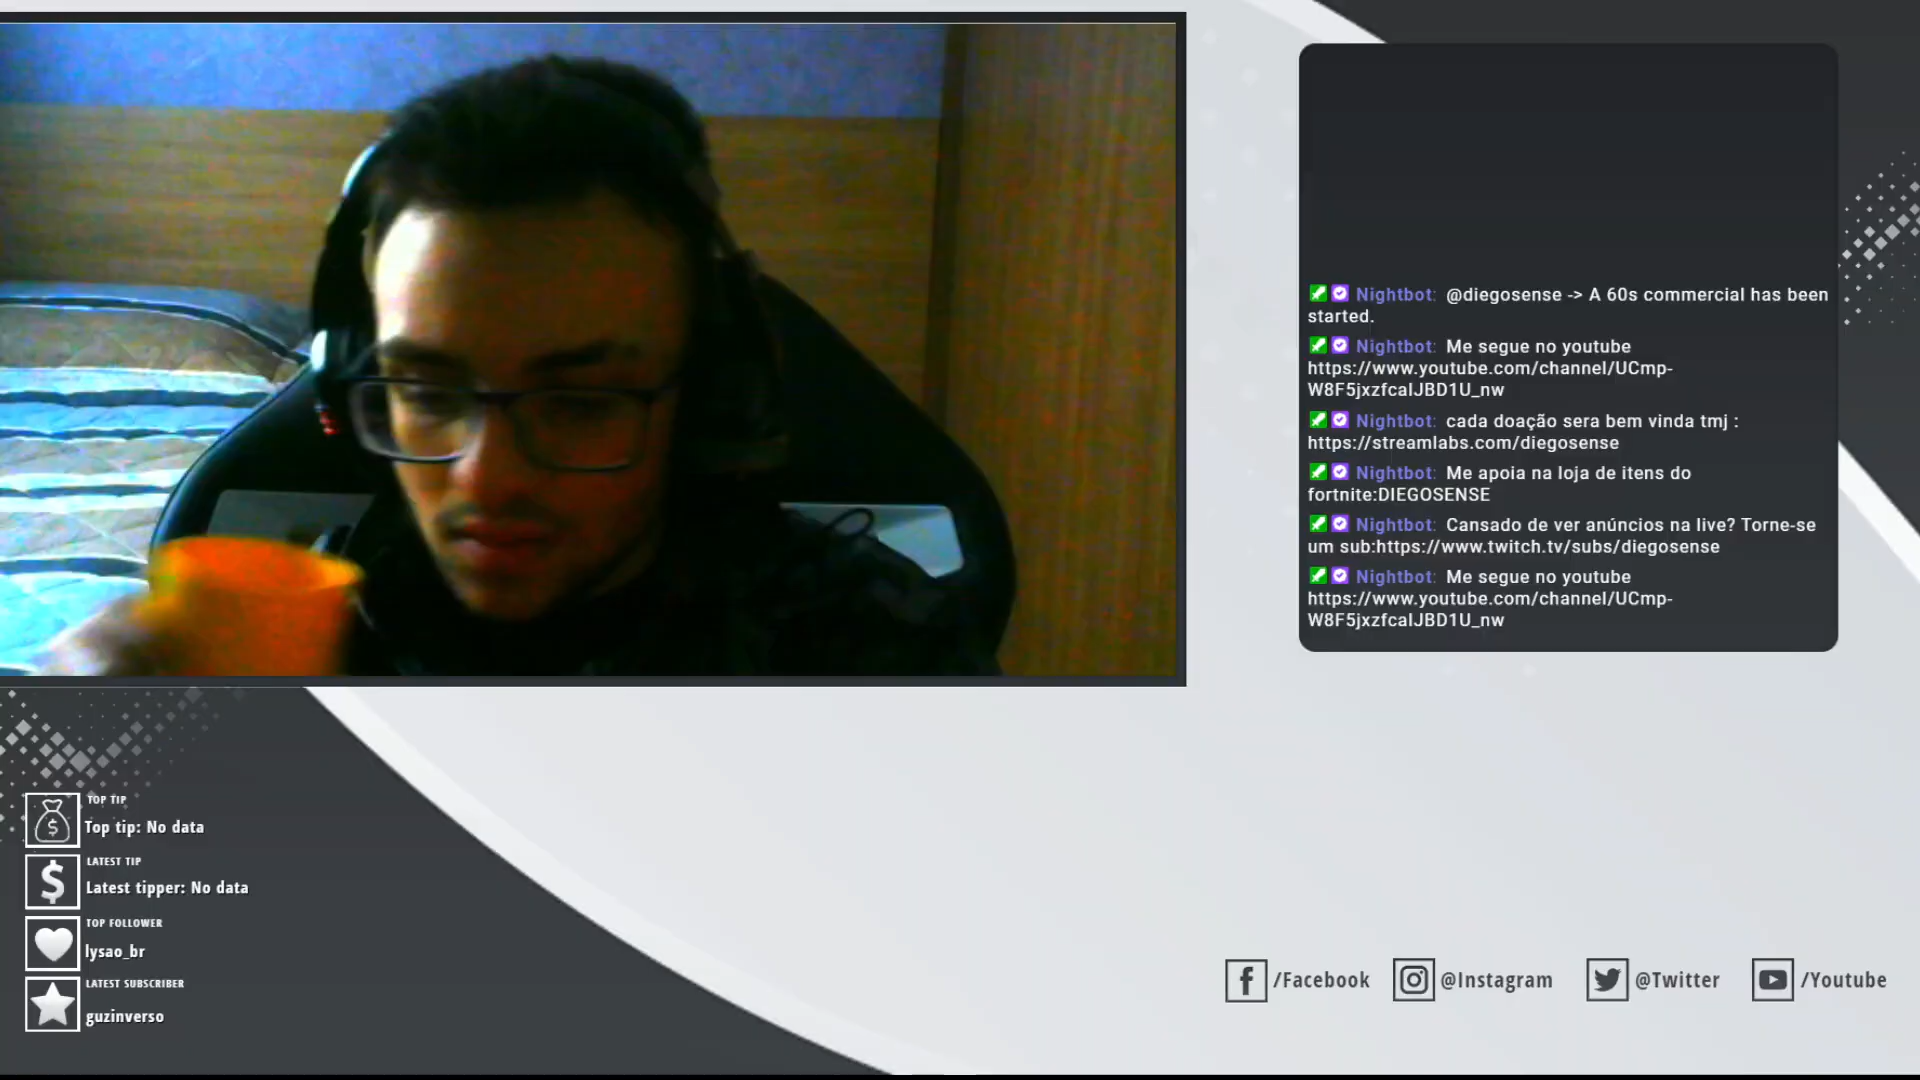 Nightbot: @diegosense -> A 60s commercial has been
started.
Nightbot: Me segue no youtube
https://www.youtube.com/channel/UCmp-
W8F5jxzfcaIJBD1U_nw
Nightbot: cada doação sera bem vinda tmj :
https://streamlabs.com/diegosense
Nightbot: Me apoia na loja de itens do
fortnite:DIEGOSENSE
Nightbot: Cansado de ver anúncios na live? Torne-se
um sub:https://www.twitch.tv/subs/diegosense
Nightbot: Me segue no youtube
https://www.youtube.com/channel/UCmp-
W8F5jxzfcaIJBD1U_nw
TOP TIP
Top tip: No data
LATEST TIP
Latest tipper: No data
TOP FOLLOWER
lysao_br
LATEST SUBSCRIBER
guzinverso
/Facebook
@Instagram
@Twitter
/Youtube